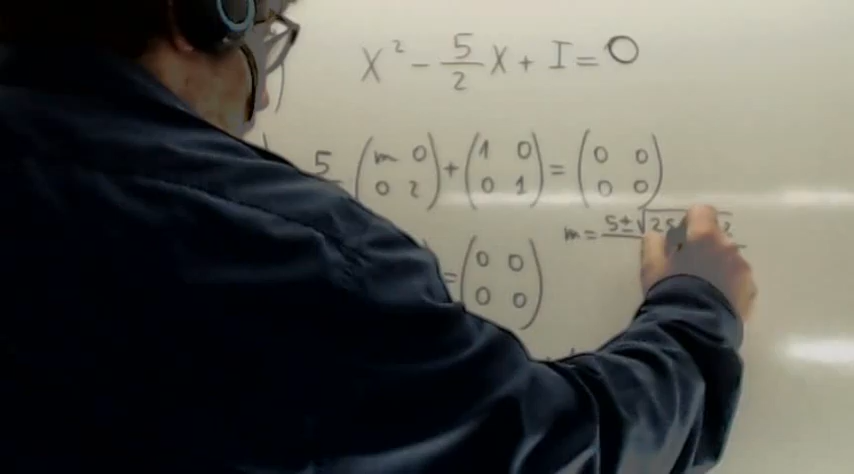 X² - 5/2 X + I = O
5 (m 0 0 2) + (1 0 0 1) = (0 0 0 0)
m = 5±√25 2
= (0 0 0 0)